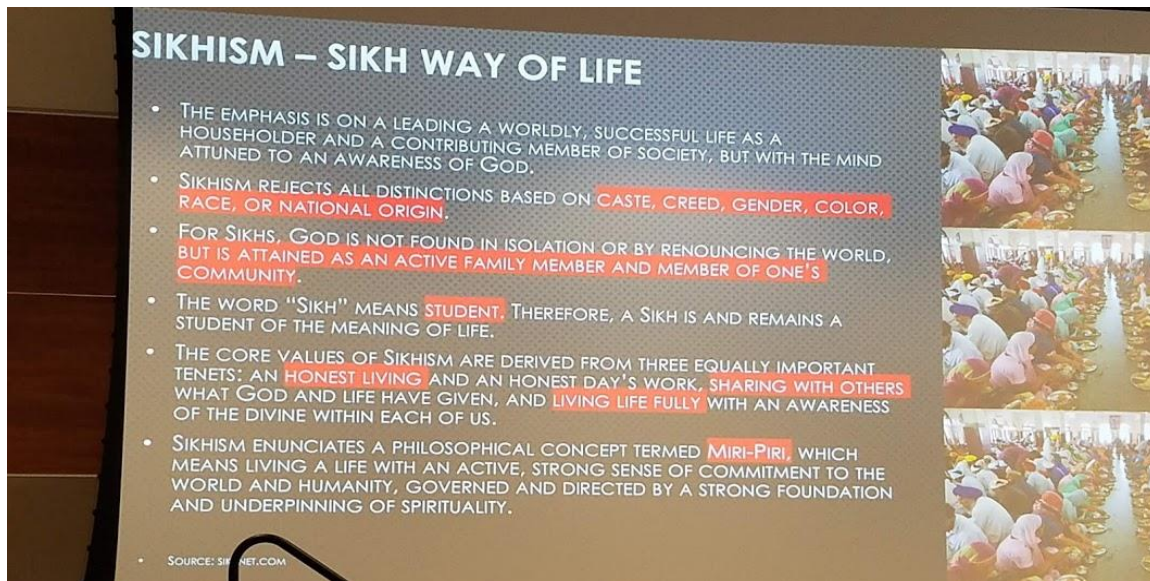 SIKHISM – SIKH WAY OF LIFE
• THE EMPHASIS IS ON A LEADING A WORLDLY, SUCCESSFUL LIFE AS A
HOUSEHOLDER AND A CONTRIBUTING MEMBER OF SOCIETY, BUT WITH THE MIND
ATTUNED TO AN AWARENESS OF GOD.
• SIKHISM REJECTS ALL DISTINCTIONS BASED ON CASTE, CREED, GENDER, COLOR,
RACE, OR NATIONAL ORIGIN.
• FOR SIKHS, GOD IS NOT FOUND IN ISOLATION OR BY RENOUNCING THE WORLD,
BUT IS ATTAINED AS AN ACTIVE FAMILY MEMBER AND MEMBER OF ONE'S
COMMUNITY.
• THE WORD "SIKH" MEANS STUDENT. THEREFORE, A SIKH IS AND REMAINS A
STUDENT OF THE MEANING OF LIFE.
• THE CORE VALUES OF SIKHISM ARE DERIVED FROM THREE EQUALLY IMPORTANT
TENETS: AN HONEST LIVING AND AN HONEST DAY'S WORK, SHARING WITH OTHERS
WHAT GOD AND LIFE HAVE GIVEN, AND LIVING LIFE FULLY WITH AN AWARENESS
OF THE DIVINE WITHIN EACH OF US.
• SIKHISM ENUNCIATES A PHILOSOPHICAL CONCEPT TERMED MIRI-PIRI, WHICH
MEANS LIVING A LIFE WITH AN ACTIVE, STRONG SENSE OF COMMITMENT TO THE
WORLD AND HUMANITY, GOVERNED AND DIRECTED BY A STRONG FOUNDATION
AND UNDERPINNING OF SPIRITUALITY.
• SOURCE: